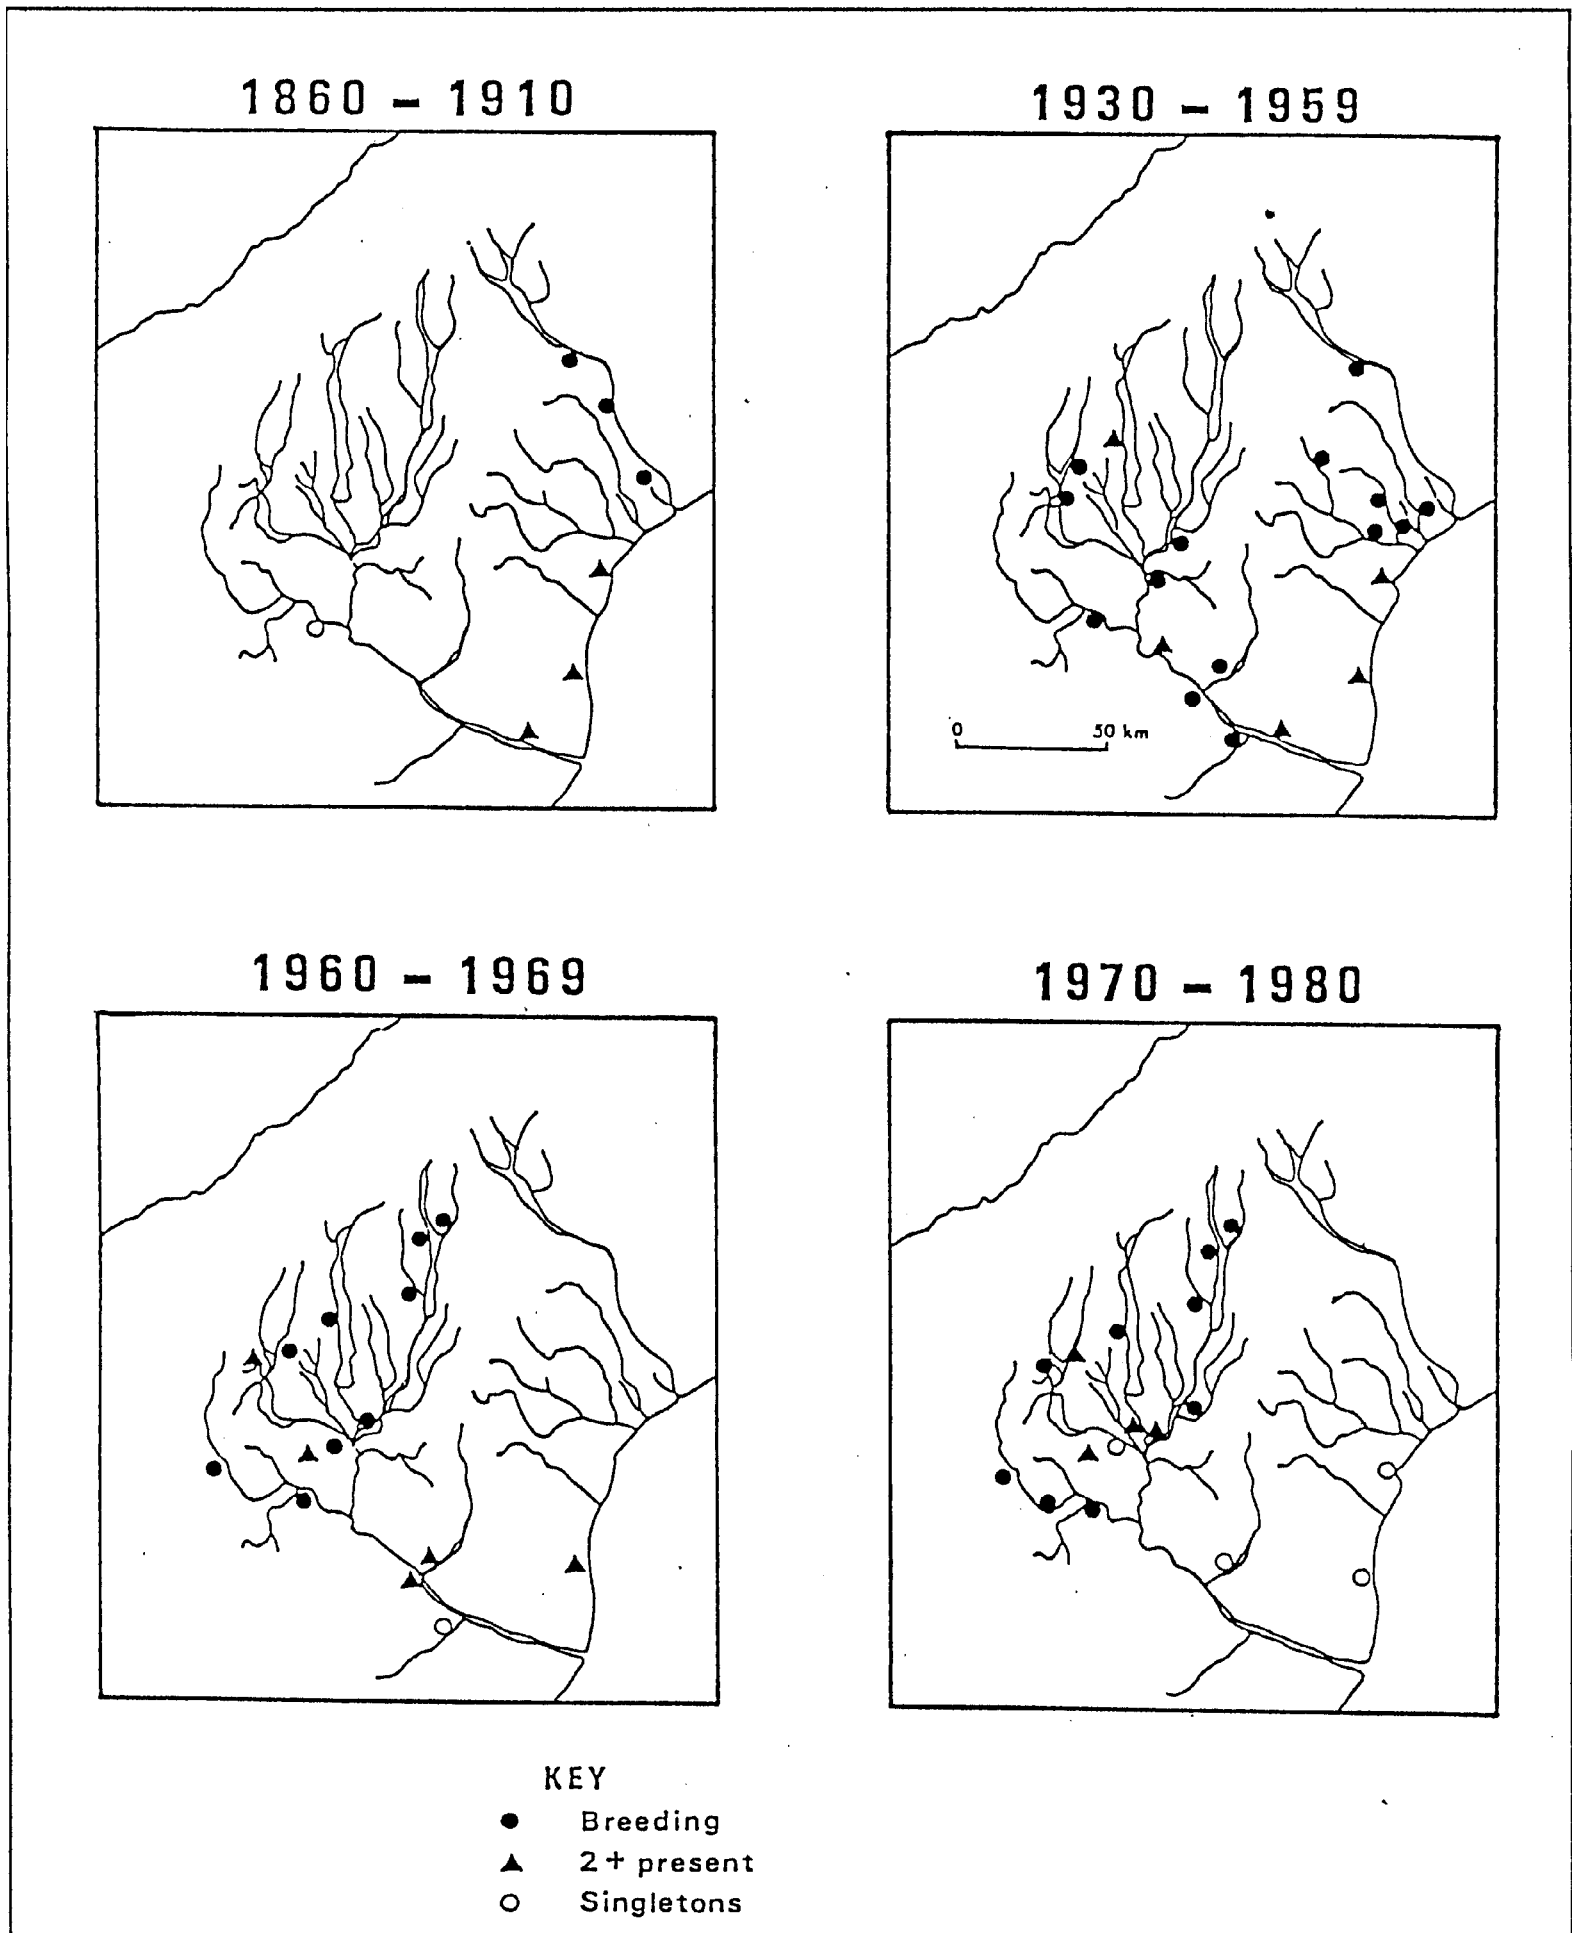 1860 – 1910
1930 – 1959
0 50 km
1960 – 1969
1970 – 1980
KEY
Breeding
2+ present
Singletons